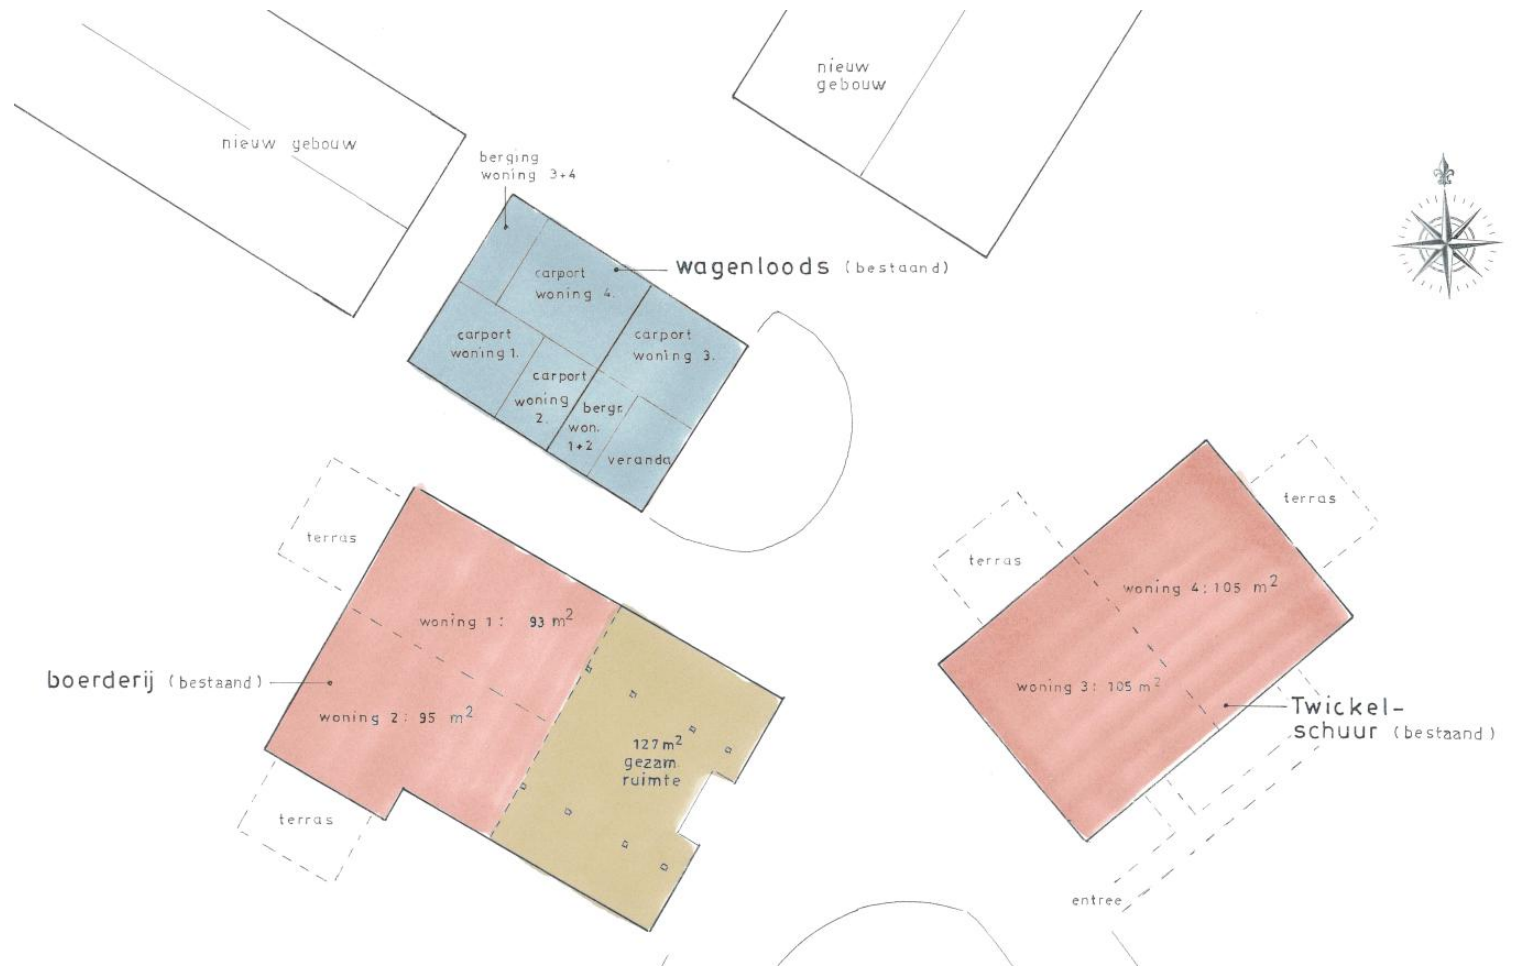 nieuw
gebouw
nieuw gebouw
berging
woning 3+4
wagenloods (bestaand)
carport
woning 4.
carport
woning 1.
carport
woning 3.
carport
woning
2.
bergr.
won.
1+2
veranda
terras
woning 1: 93 m²
boerderij (bestaand)
woning 2: 95 m²
terras
127 m²
gezam.
ruimte
terras
terras
woning 4: 105 m²
woning 3: 105 m²
Twickel-
schuur (bestaand)
entree